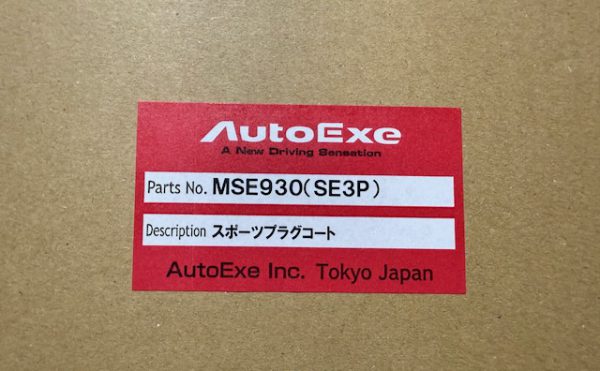 AutoExe
A New Driving Sensation
Parts No. MSE930(SE3P)
Description スポーツプラグコート
AutoExe Inc. Tokyo Japan